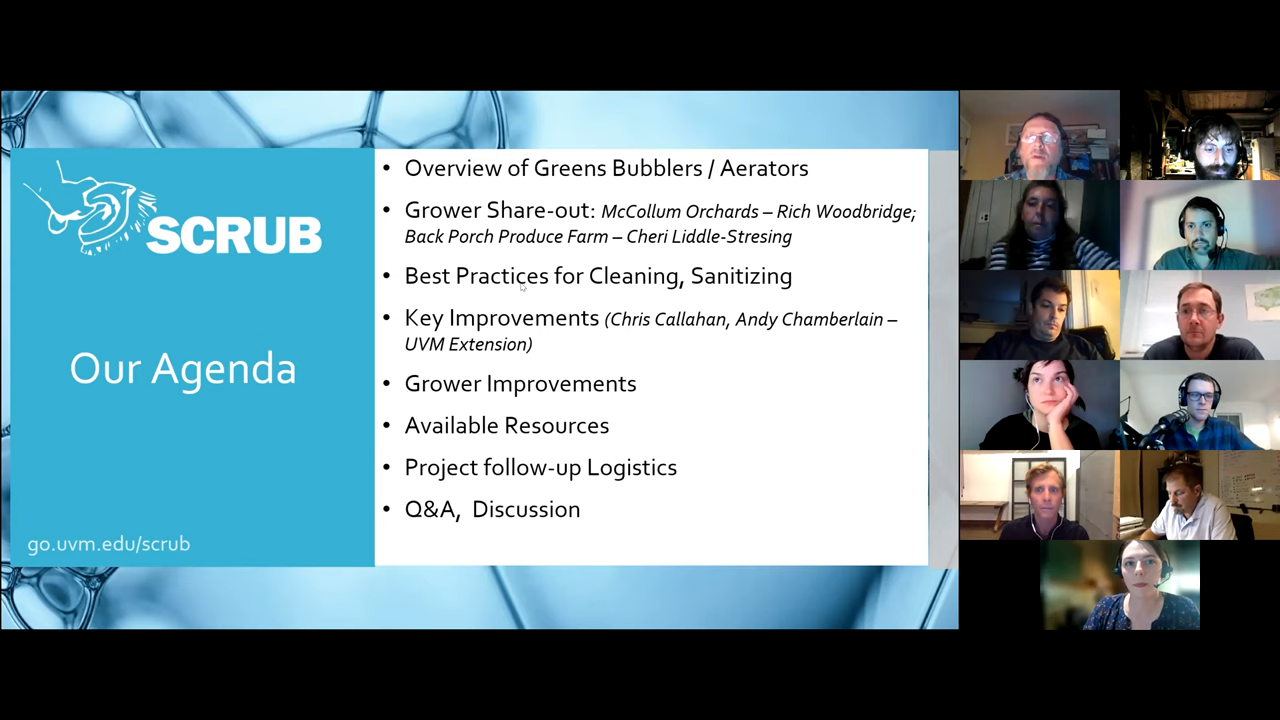 SCRUB
Our Agenda
go.uvm.edu/scrub
• Overview of Greens Bubblers / Aerators
• Grower Share-out: McCollum Orchards – Rich Woodbridge;
Back Porch Produce Farm – Cheri Liddle-Stresing
• Best Practices for Cleaning, Sanitizing
• Key Improvements (Chris Callahan, Andy Chamberlain –
UVM Extension)
• Grower Improvements
• Available Resources
• Project follow-up Logistics
• Q&A, Discussion